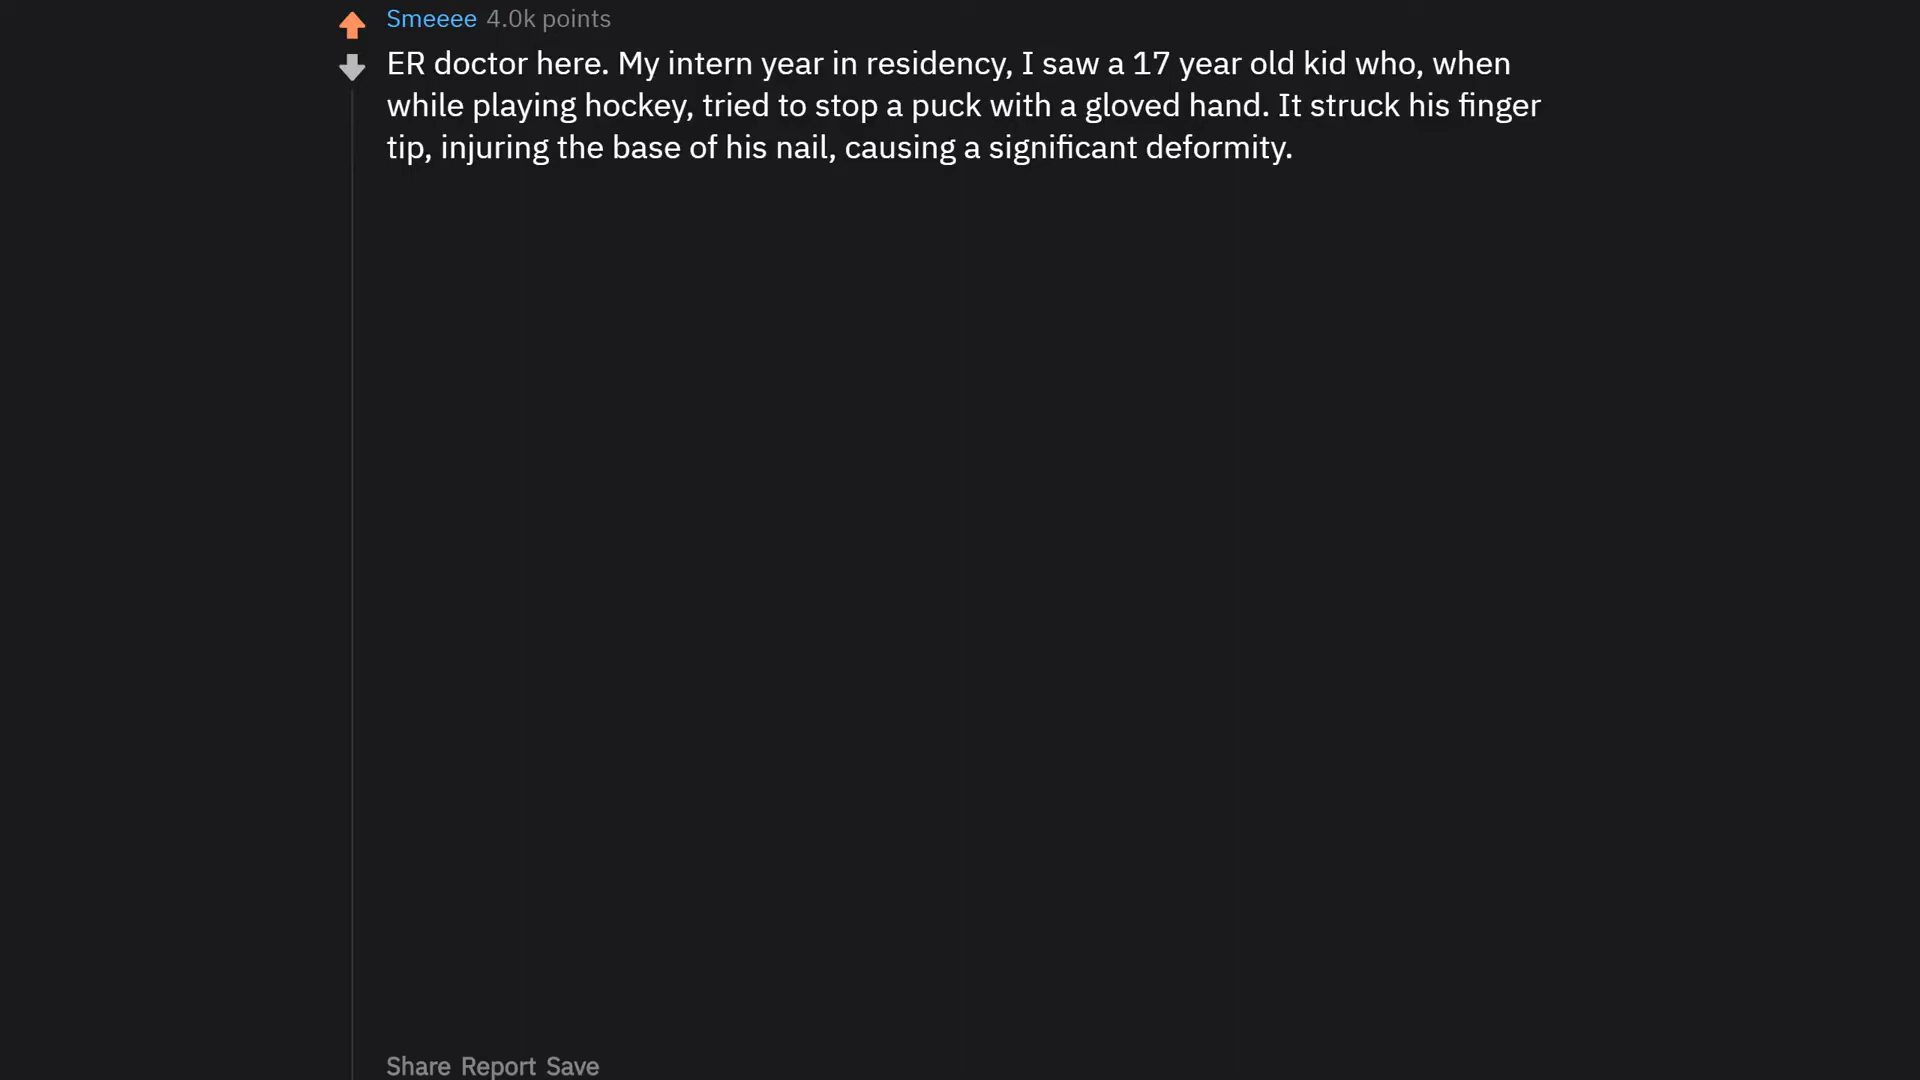 Smeeee 4.0k points
ER doctor here. My intern year in residency, I saw a 17 year old kid who, when
while playing hockey, tried to stop a puck with a gloved hand. It struck his finger
tip, injuring the base of his nail, causing a significant deformity.
Share Report Save